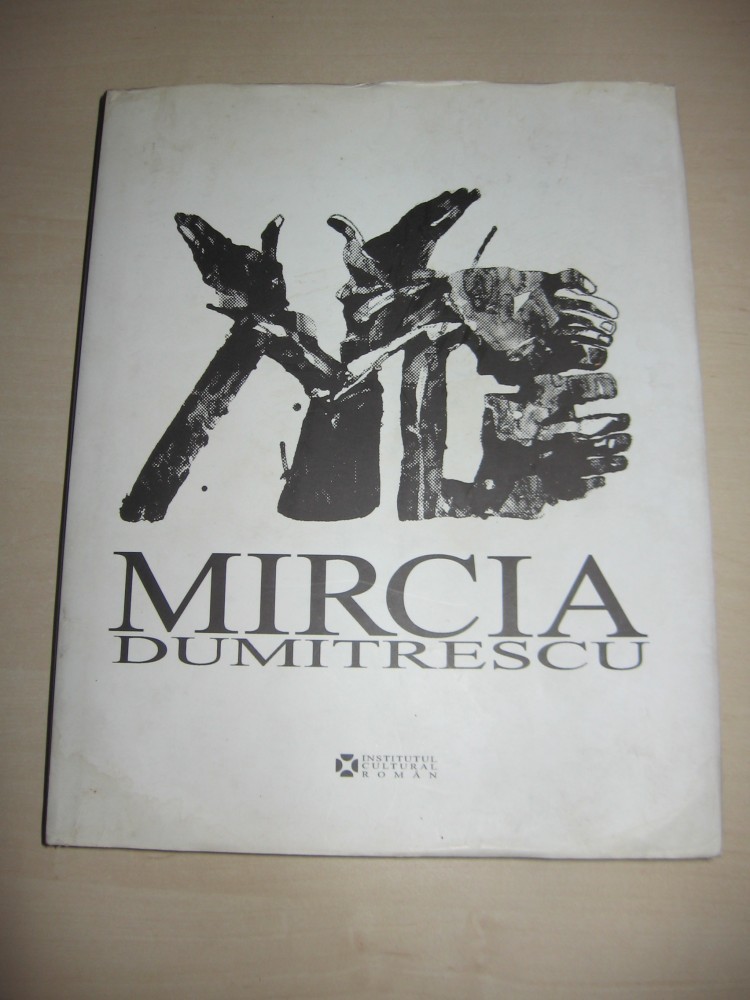 MIRCIA
DUMITRESCU
INSTITUTUL
CULTURAL
ROMÂN